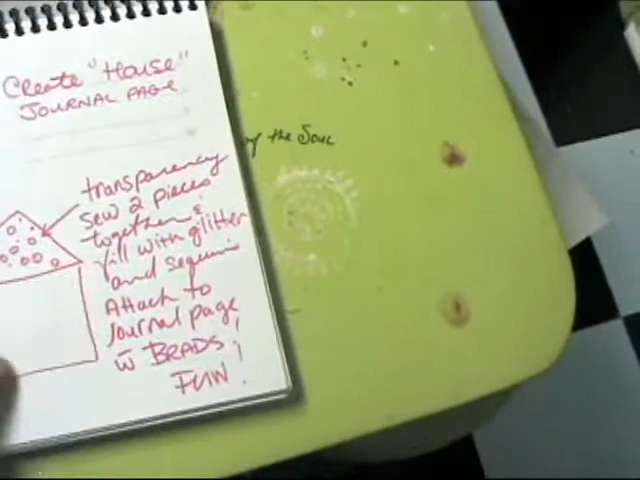 Create "House"
JOURNAL PAGE
transparency
sew 2 pieces
together &
fill with glitter
and sequins
Attach to
Journal page
w̄ BRADS!
FUN!
of the Soul